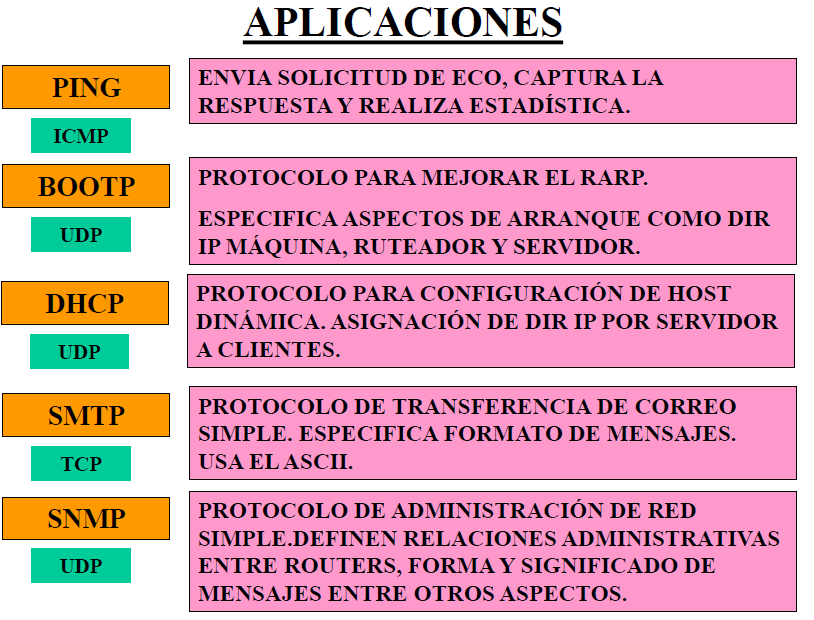 APLICACIONES
PING
ENVIA SOLICITUD DE ECO, CAPTURA LA
RESPUESTA Y REALIZA ESTADÍSTICA.
ICMP
BOOTP
PROTOCOLO PARA MEJORAR EL RARP.
ESPECIFICA ASPECTOS DE ARRANQUE COMO DIR
IP MÁQUINA, RUTEADOR Y SERVIDOR.
UDP
DHCP
PROTOCOLO PARA CONFIGURACIÓN DE HOST
DINÁMICA. ASIGNACIÓN DE DIR IP POR SERVIDOR
A CLIENTES.
UDP
SMTP
PROTOCOLO DE TRANSFERENCIA DE CORREO
SIMPLE. ESPECIFICA FORMATO DE MENSAJES.
USA EL ASCII.
TCP
SNMP
PROTOCOLO DE ADMINISTRACIÓN DE RED
SIMPLE.DEFINEN RELACIONES ADMINISTRATIVAS
ENTRE ROUTERS, FORMA Y SIGNIFICADO DE
MENSAJES ENTRE OTROS ASPECTOS.
UDP